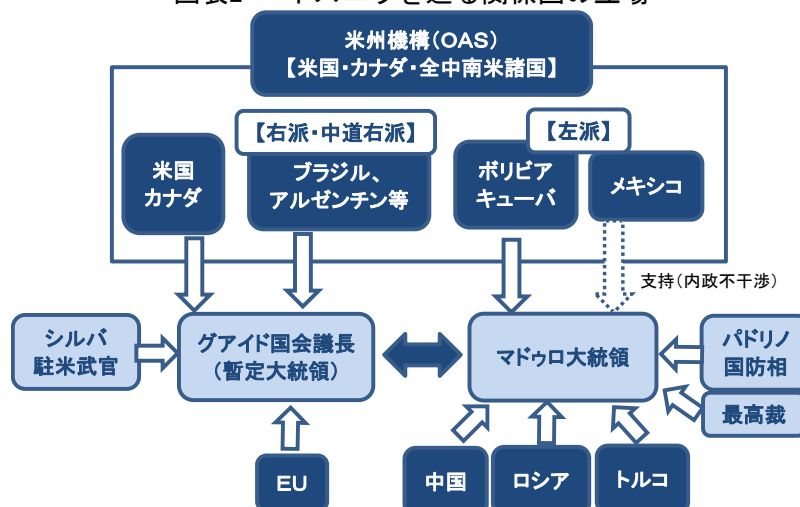 米州機構(OAS)
【米国・カナダ・全中南米諸国】
【右派・中道右派】
【左派】
米国
カナダ
ブラジル、
アルゼンチン等
ボリビア
キューバ
メキシコ
支持(内政不干渉)
シルバ
駐米武官
グアイド国会議長
(暫定大統領)
マドゥロ大統領
パドリノ
国防相
最高裁
EU
中国
ロシア
トルコ